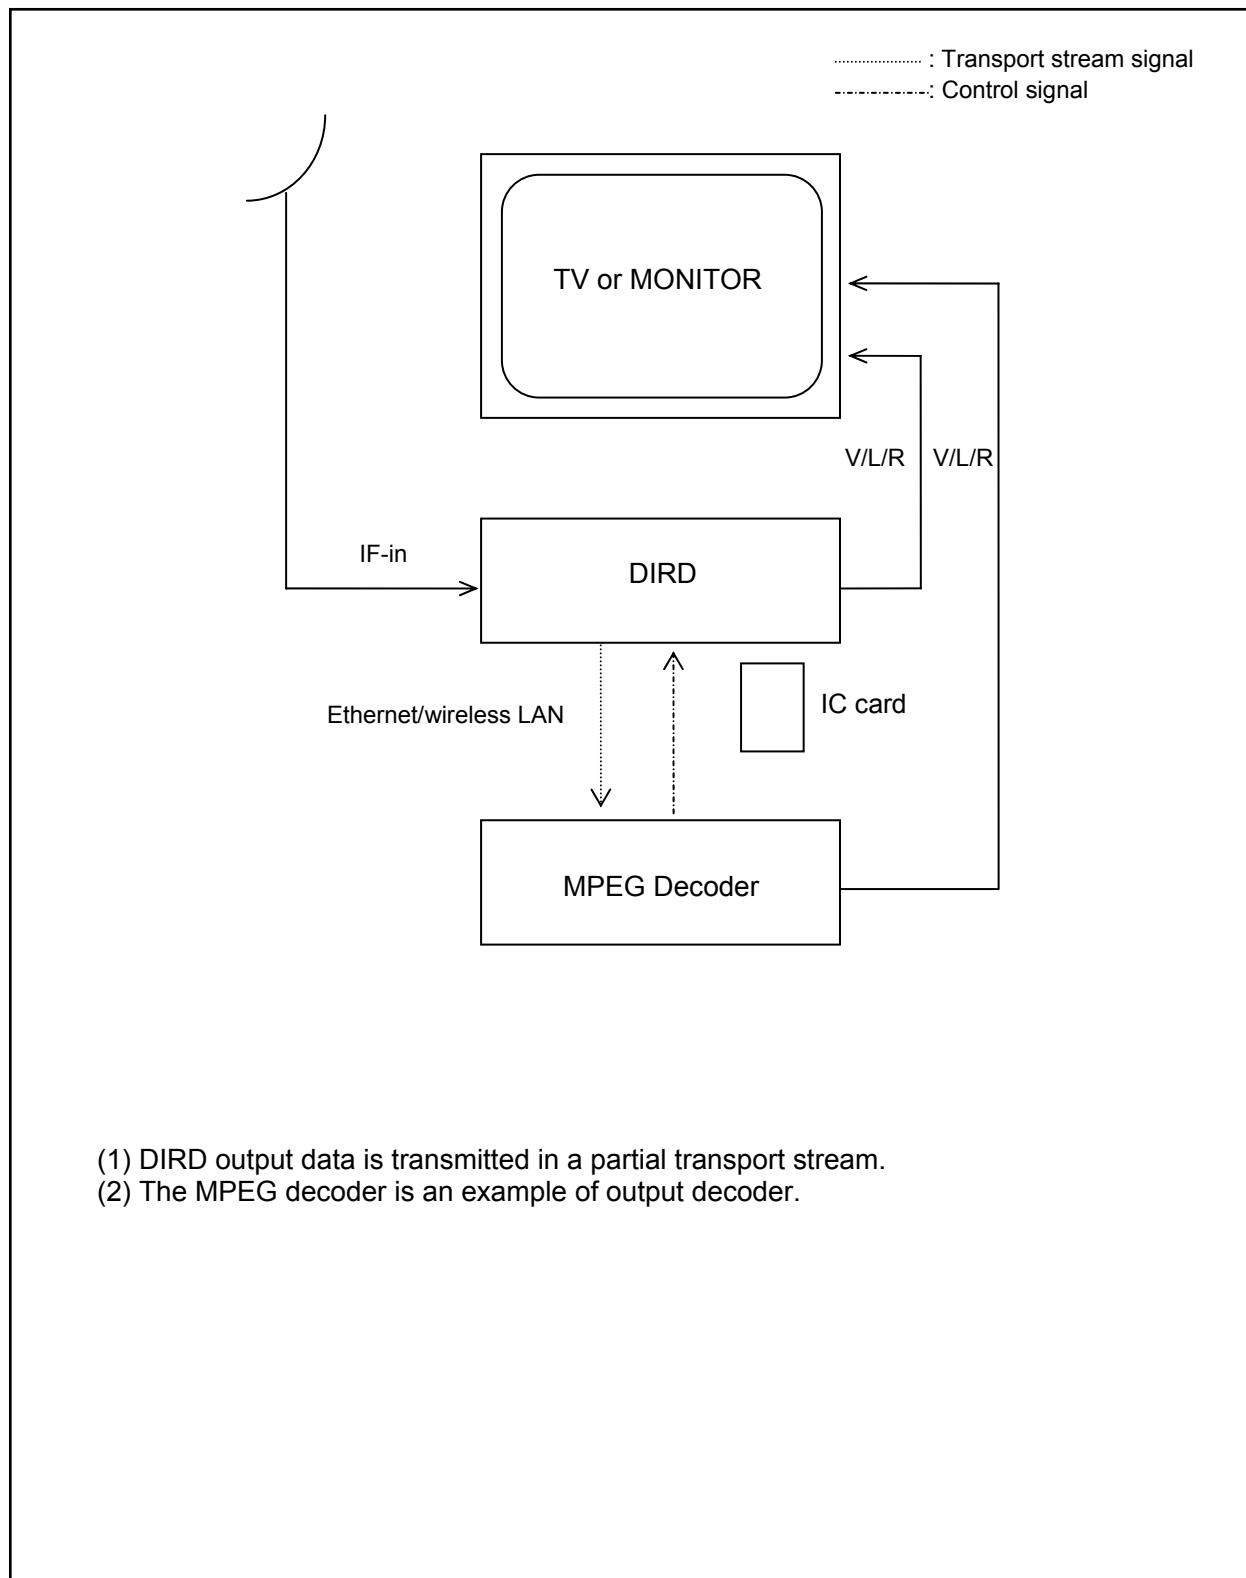 : Transport stream signal
: Control signal
TV or MONITOR
V/L/R V/L/R
IF-in
DIRD
IC card
Ethernet/wireless LAN
MPEG Decoder
(1) DIRD output data is transmitted in a partial transport stream.
(2) The MPEG decoder is an example of output decoder.